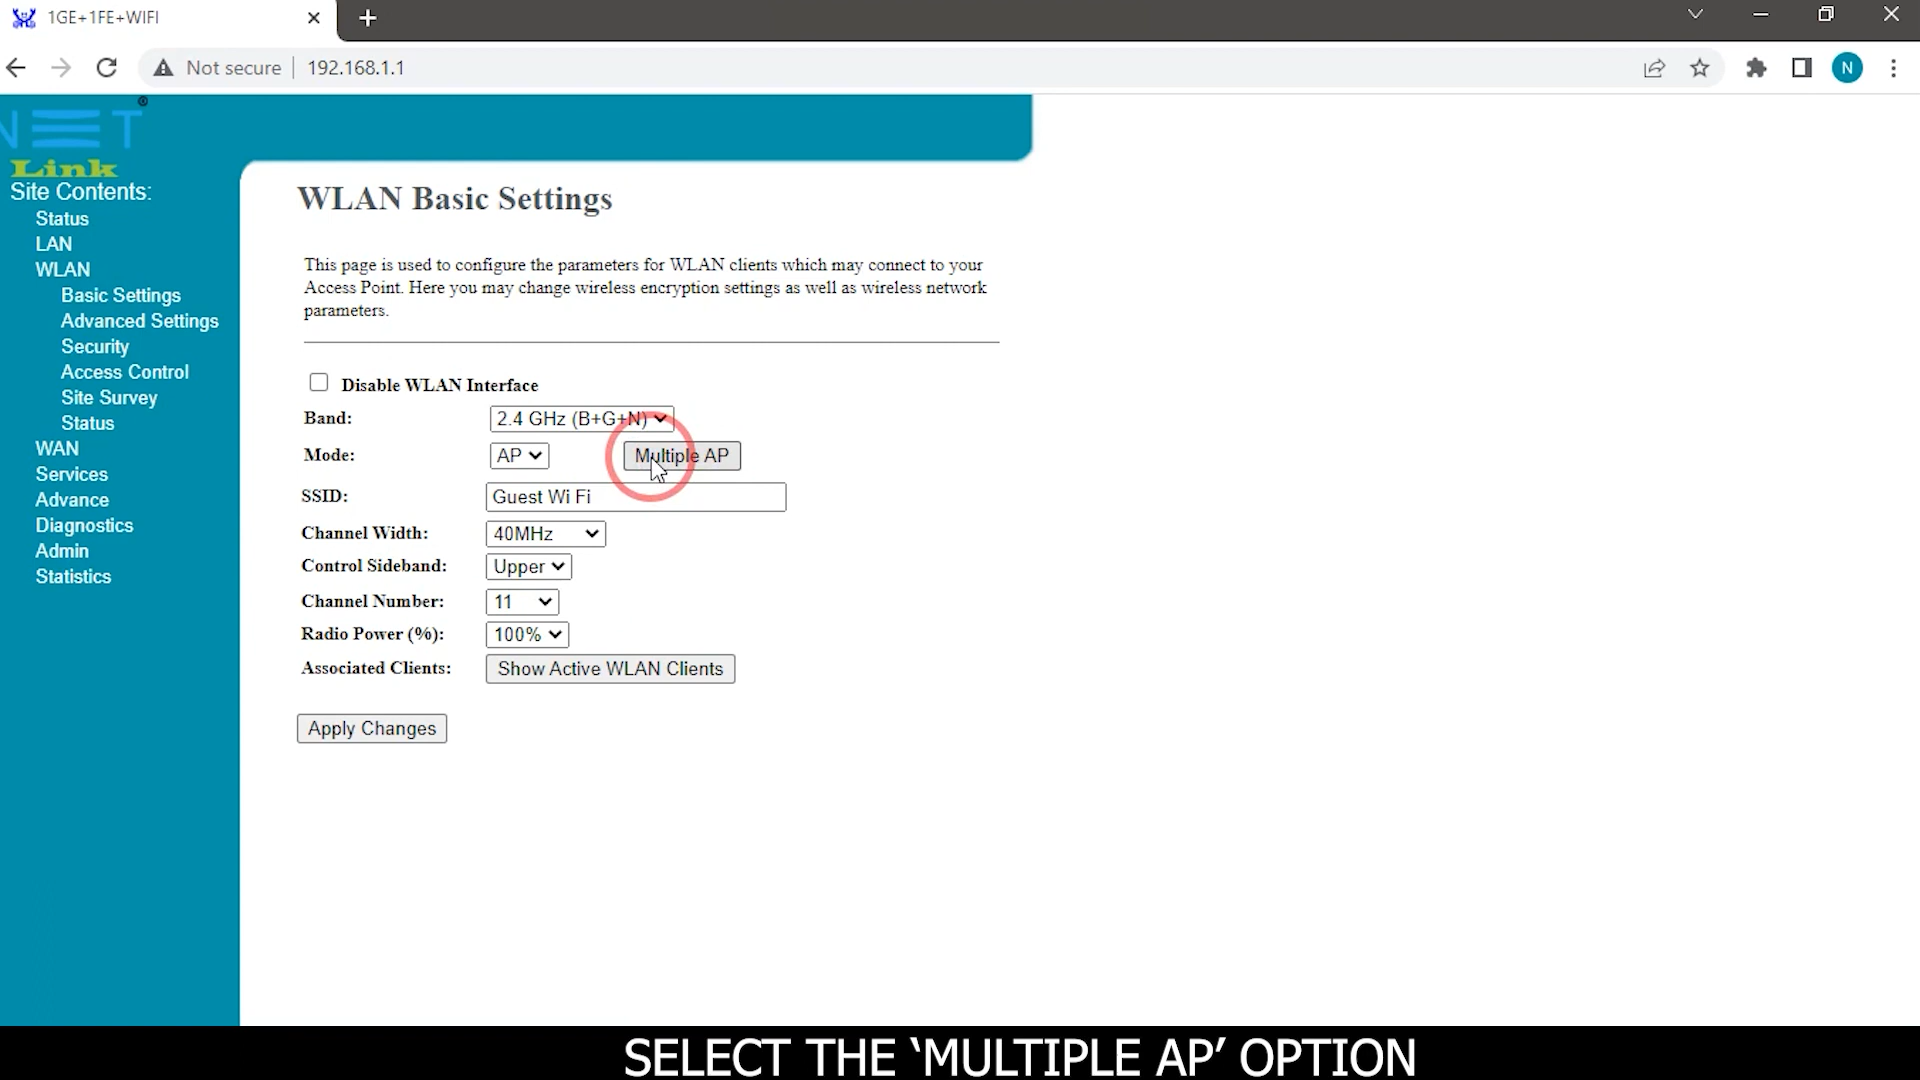 1GE+1FE+WIFI
Not secure 192.168.1.1
N
NET
®
Link
Site Contents:
Status
LAN
WLAN
Basic Settings
Advanced Settings
Security
Access Control
Site Survey
Status
WAN
Services
Advance
Diagnostics
Admin
Statistics
WLAN Basic Settings
This page is used to configure the parameters for WLAN clients which may connect to your
Access Point. Here you may change wireless encryption settings as well as wireless network
parameters.
Disable WLAN Interface
Band: 2.4 GHz (B+G+N)
Mode: AP Multiple AP
SSID: Guest Wi Fi
Channel Width: 40MHz
Control Sideband: Upper
Channel Number: 11
Radio Power (%): 100%
Associated Clients: Show Active WLAN Clients
Apply Changes
SELECT THE ‘MULTIPLE AP’ OPTION